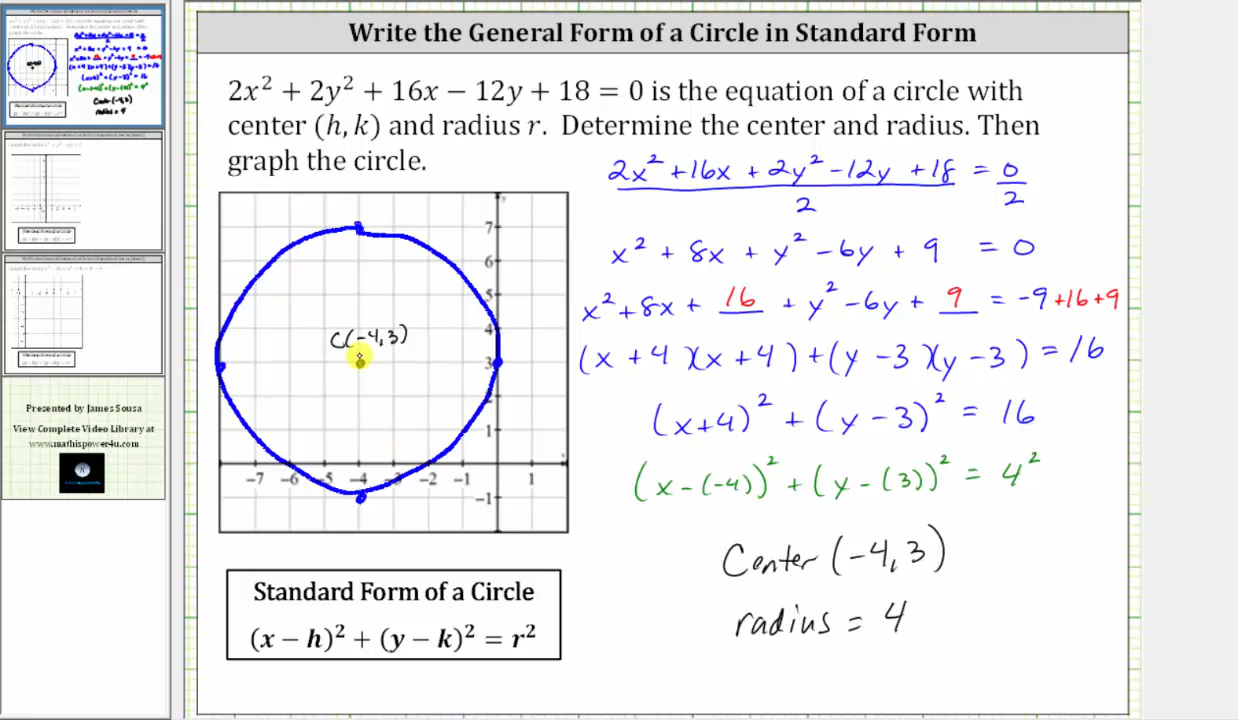 Write the General Form of a Circle in Standard Form
2x² + 2y² + 16x − 12y + 18 = 0 is the equation of a circle with
center (h, k) and radius r. Determine the center and radius. Then
graph the circle.
2x² + 16x + 2y² − 12y + 18 = 0
2 2
x² + 8x + y² − 6y + 9 = 0
x² + 8x + 16 + y² − 6y + 9 = −9 +16 +9
(x + 4)(x + 4) + (y − 3)(y − 3) = 16
(x+4)² + (y − 3)² = 16
(x − (−4))² + (y − (3))² = 4²
Center (−4, 3)
radius = 4
y
7
6
5
4
C(−4, 3)
3
2
1
x
−7 −6 −5 −4 −3 −2 −1 1
−1
Standard Form of a Circle
(x − h)² + (y − k)² = r²
Presented by James Sousa
View Complete Video Library at
www.mathispower4u.com